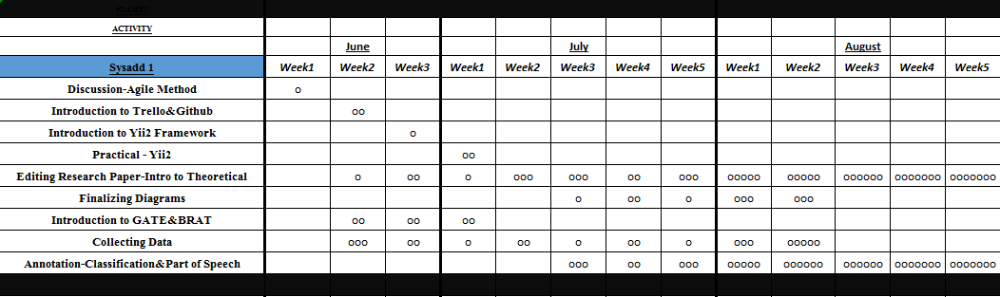 ACTIVITY
June July August
Sysadd 1 Week1 Week2 Week3 Week1 Week2 Week3 Week4 Week5 Week1 Week2 Week3 Week4 Week5
Discussion-Agile Method o
Introduction to Trello&Github oo
Introduction to Yii2 Framework o
Practical - Yii2 oo
Editing Research Paper-Intro to Theoretical o oo o ooo ooo oo ooo ooooo ooooo oooooo ooooooo ooooooo
Finalizing Diagrams o oo o ooo ooo
Introduction to GATE&BRAT oo oo oo
Collecting Data ooo oo o oo o oo o ooo ooooo
Annotation-Classification&Part of Speech ooo oo ooo ooooo oooooo oooooo ooooooo ooooooo